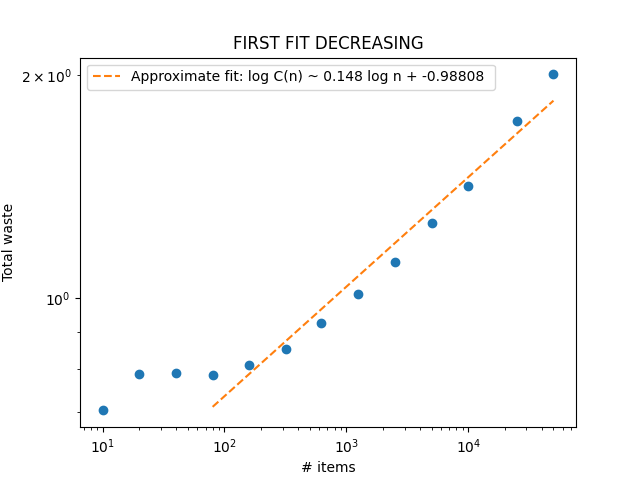 FIRST FIT DECREASING
2 × 10⁰
Approximate fit: log C(n) ~ 0.148 log n + -0.98808
Total waste
10⁰
10¹ 10² 10³ 10⁴
# items